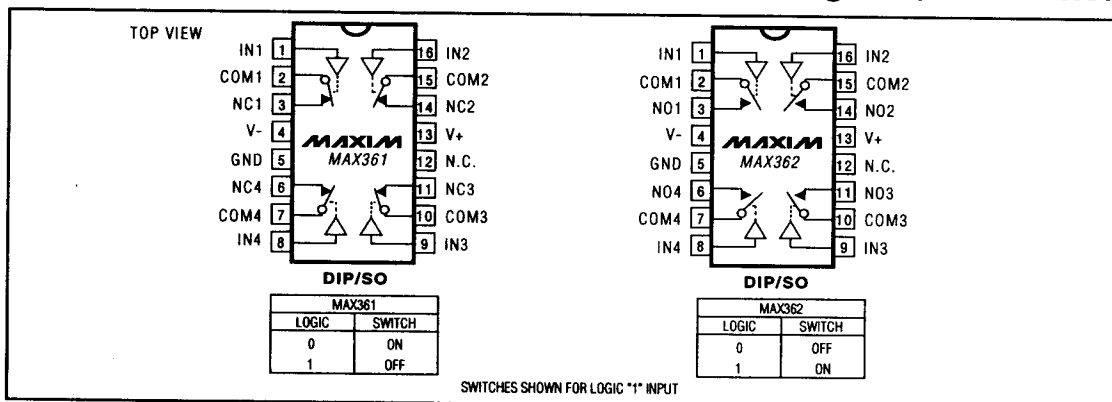 TOP VIEW
IN1 1 16 IN2
COM1 2 15 COM2
NC1 3 14 NC2
V- 4 13 V+
GND 5 12 N.C.
NC4 6 11 NC3
COM4 7 10 COM3
IN4 8 9 IN3
MAXIM
MAX361
DIP/SO
MAX361
LOGIC SWITCH
0 ON
1 OFF
IN1 1 16 IN2
COM1 2 15 COM2
NO1 3 14 NO2
V- 4 13 V+
GND 5 12 N.C.
NO4 6 11 NO3
COM4 7 10 COM3
IN4 8 9 IN3
MAXIM
MAX362
DIP/SO
MAX362
LOGIC SWITCH
0 OFF
1 ON
SWITCHES SHOWN FOR LOGIC "1" INPUT